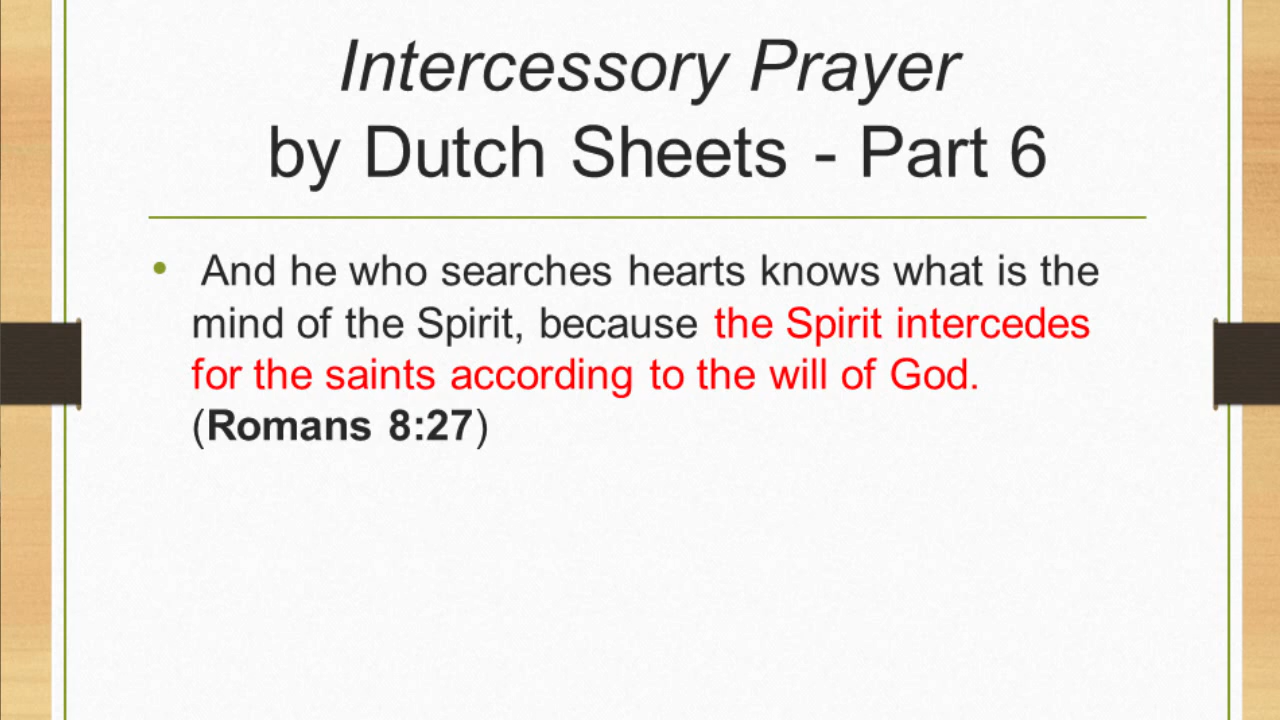 Intercessory Prayer
by Dutch Sheets - Part 6
• And he who searches hearts knows what is the
mind of the Spirit, because the Spirit intercedes
for the saints according to the will of God.
(Romans 8:27)